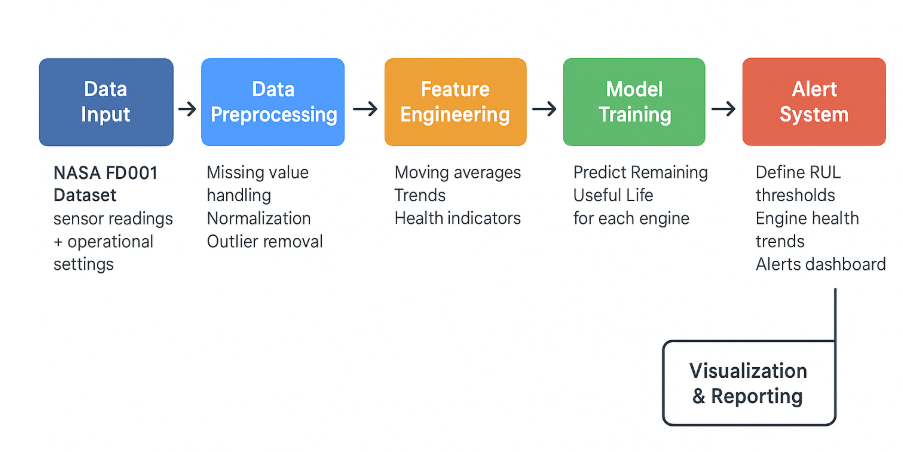 Data
Input
Data
Preprocessing
Feature
Engineering
Model
Training
Alert
System
NASA FD001
Dataset
sensor readings
+ operational
settings
Missing value
handling
Normalization
Outlier removal
Moving averages
Trends
Health indicators
Predict Remaining
Useful Life
for each engine
Define RUL
thresholds
Engine health
trends
Alerts dashboard
Visualization
& Reporting